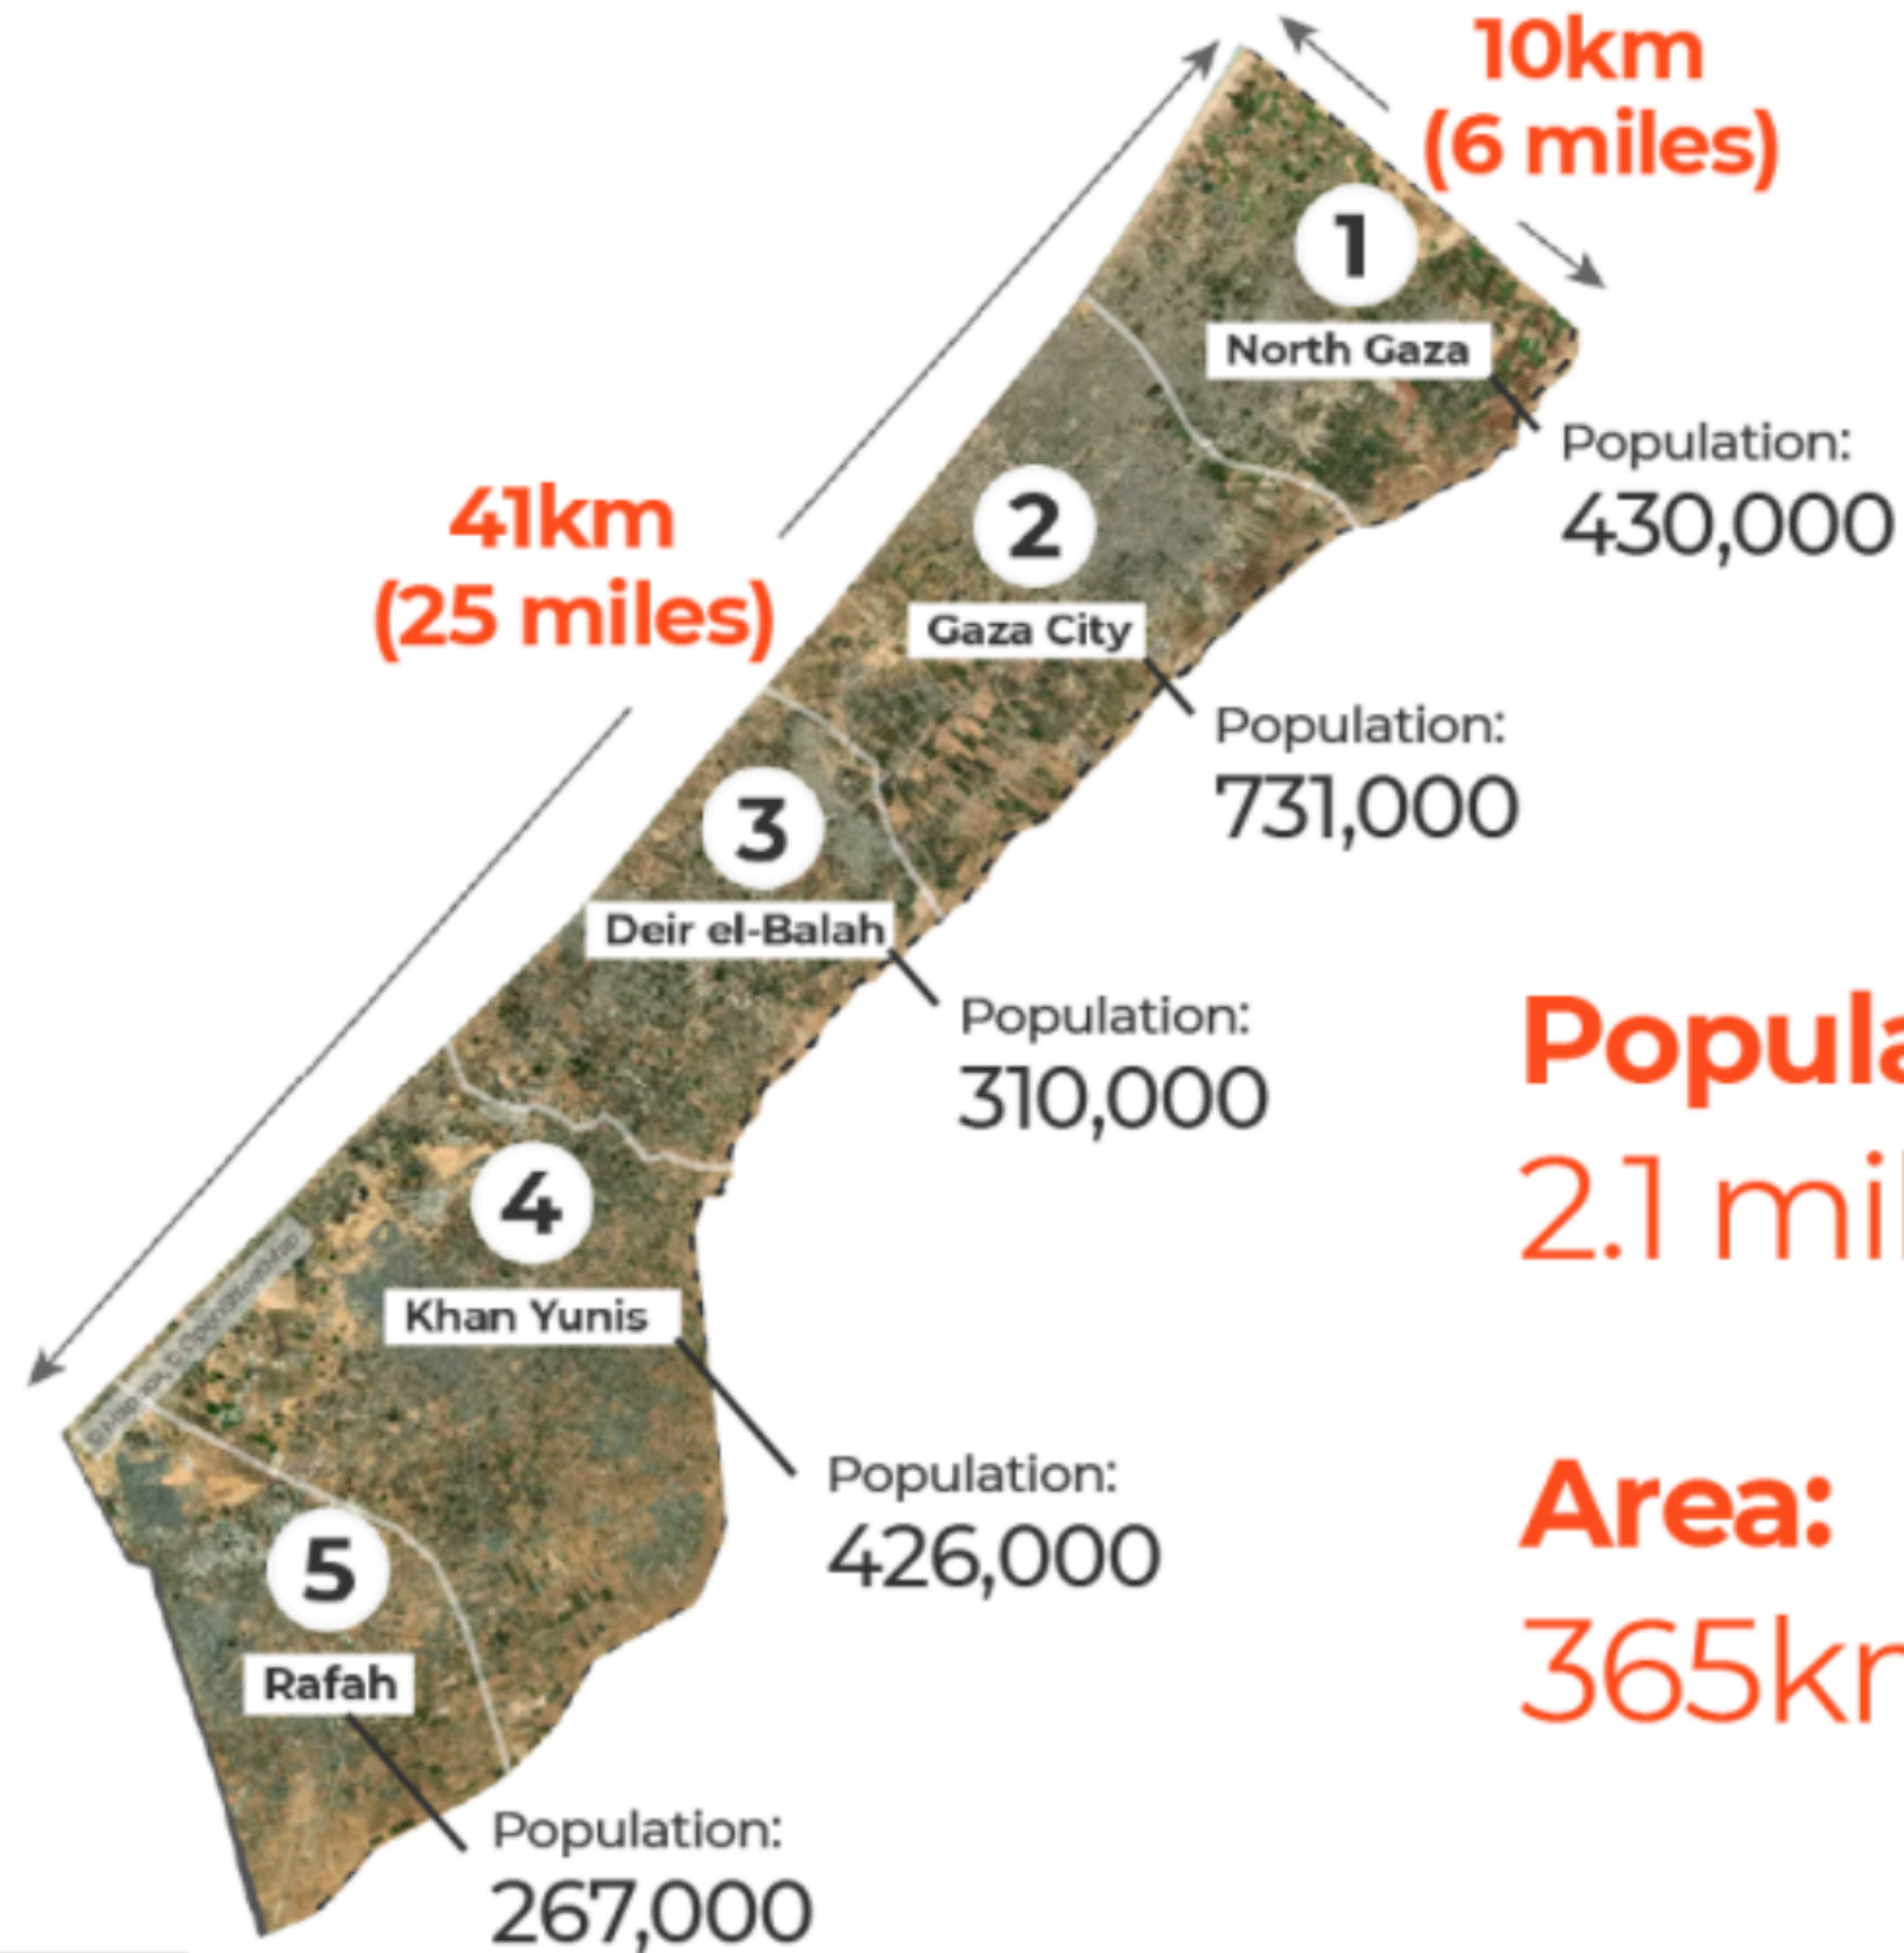 10km
(6 miles)
1
North Gaza
Population:
430,000
41km
(25 miles)
2
Gaza City
Population:
731,000
3
Deir el-Balah
Population:
310,000
Popula
2.1 mil
4
Khan Yunis
Population:
426,000
Area:
365km
5
Rafah
Population:
267,000